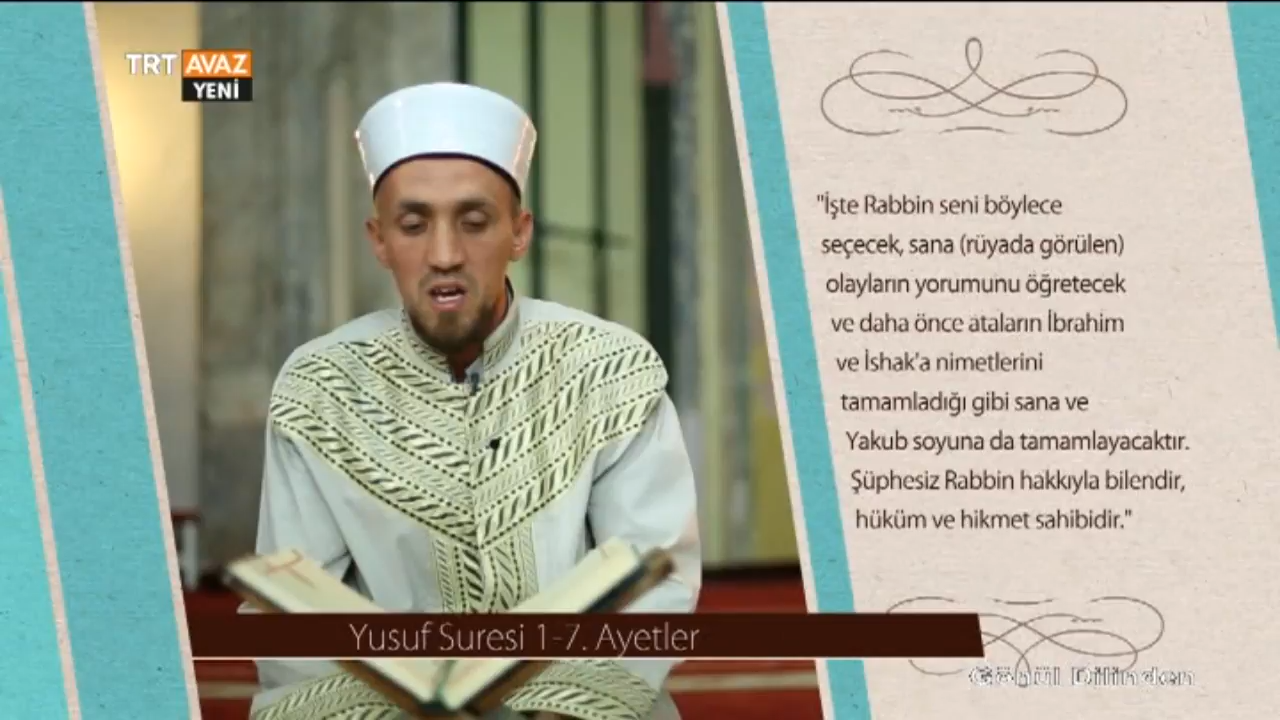 TRT AVAZ
YENİ
"İşte Rabbin seni böylece
seçecek, sana (rüyada görülen)
olayların yorumunu öğretecek
ve daha önce ataların İbrahim
ve İshak'a nimetlerini
tamamladığı gibi sana ve
Yakub soyuna da tamamlayacaktır.
Şüphesiz Rabbin hakkıyla bilendir,
hüküm ve hikmet sahibidir."
Yusuf Suresi 1-7. Ayetler
Gönül Dilinden